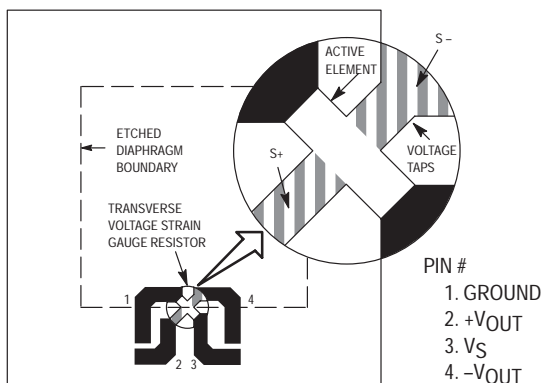 ACTIVE
ELEMENT
S –
ETCHED
DIAPHRAGM
BOUNDARY
S+
VOLTAGE
TAPS
TRANSVERSE
VOLTAGE STRAIN
GAUGE RESISTOR
1
4
2 3
PIN #
1. GROUND
2. +VOUT
3. VS
4. –VOUT